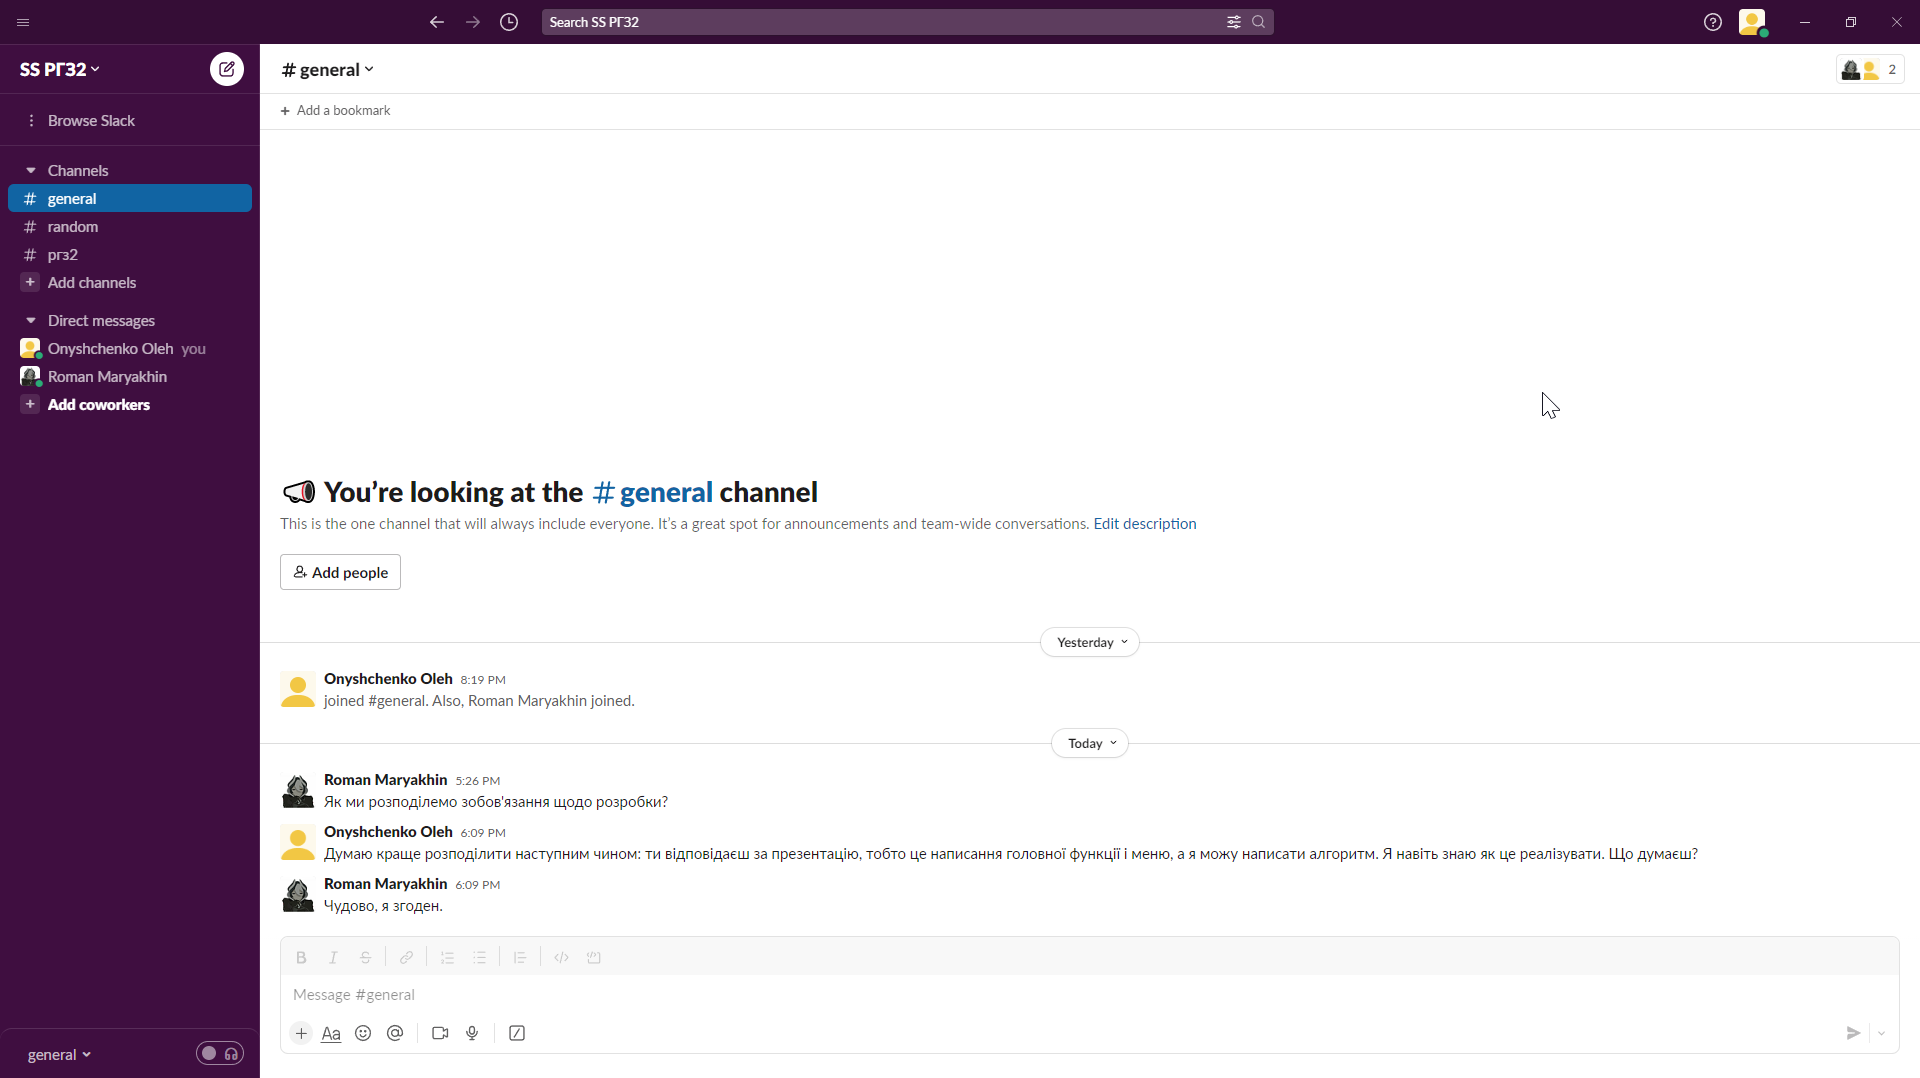 Search SS РГЗ2
SS РГЗ2
Browse Slack
Channels
# general
# random
# ргз2
+ Add channels
Direct messages
Onyshchenko Oleh you
Roman Maryakhin
+ Add coworkers
general
# general
2
+ Add a bookmark
You’re looking at the # general channel
This is the one channel that will always include everyone. It’s a great spot for announcements and team-wide conversations. Edit description
Add people
Yesterday
Onyshchenko Oleh 8:19 PM
joined #general. Also, Roman Maryakhin joined.
Today
Roman Maryakhin 5:26 PM
Як ми розподілемо зобов'язання щодо розробки?
Onyshchenko Oleh 6:09 PM
Думаю краще розподілити наступним чином: ти відповідаєш за презентацію, тобто це написання головної функції і меню, а я можу написати алгоритм. Я навіть знаю як це реалізувати. Що думаєш?
Roman Maryakhin 6:09 PM
Чудово, я згоден.
B I S
Message #general
+ Aa @